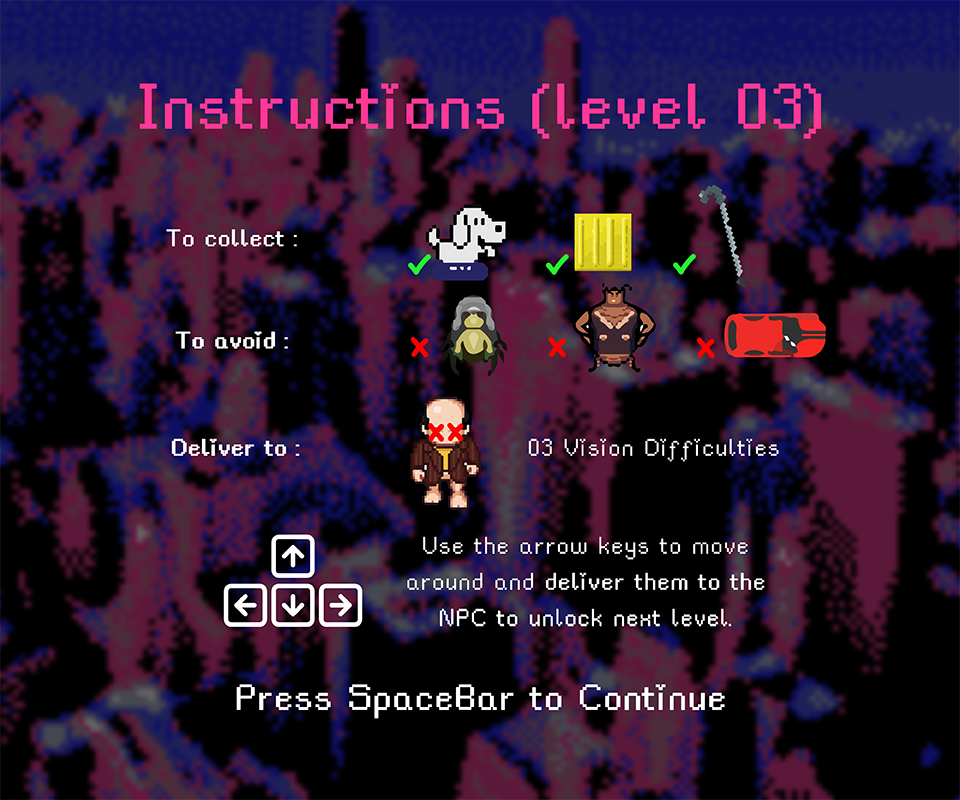 Instructions (level 03)
To collect :
To avoid :
Deliver to :
03 Vision Difficulties
Use the arrow keys to move
around and deliver them to the
NPC to unlock next level.
Press SpaceBar to Continue